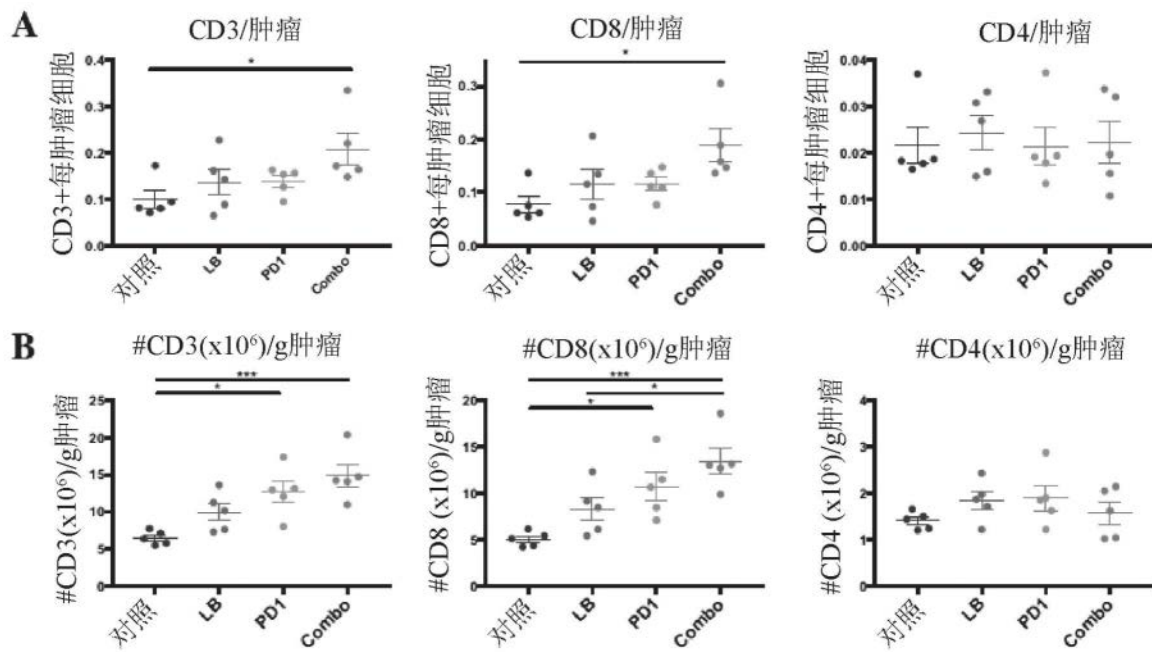 A
CD3/肿瘤
*
CD3+每肿瘤细胞
0.4
0.3
0.2
0.1
0.0
对照
LB
PD1
Combo
CD8/肿瘤
*
CD8+每肿瘤细胞
0.3
0.2
0.1
0.0
对照
LB
PD1
Combo
CD4/肿瘤
CD4+每肿瘤细胞
0.04
0.03
0.02
0.01
0.00
对照
LB
PD1
Combo
B
#CD3(x10⁶)/g肿瘤
***
*
#CD3(x10⁶)/g肿瘤
25
20
15
10
5
0
对照
LB
PD1
Combo
#CD8(x10⁶)/g肿瘤
***
*
*
#CD8 (x10⁶)/g肿瘤
20
15
10
5
0
对照
LB
PD1
Combo
#CD4(x10⁶)/g肿瘤
#CD4 (x10⁶)/g肿瘤
4
3
2
1
0
对照
LB
PD1
Combo